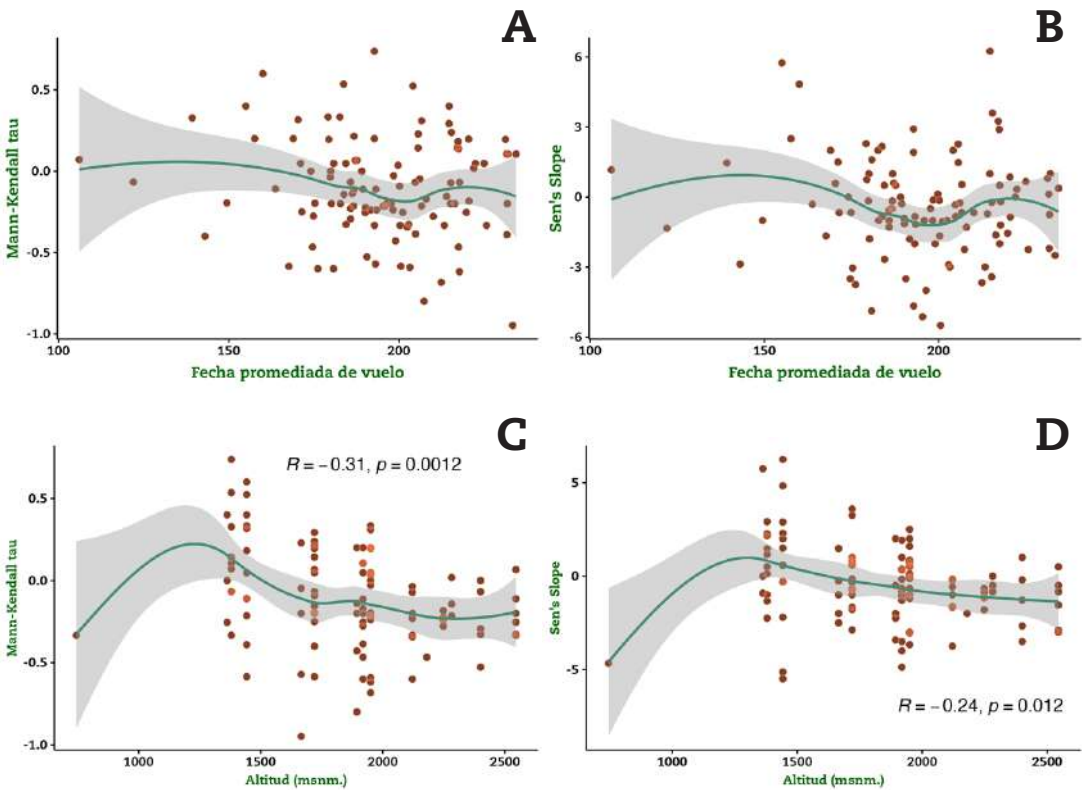 A
Mann-Kendall tau
0.5
0.0
-0.5
-1.0
100
150
200
Fecha promediada de vuelo
B
Sen's Slope
6
3
0
-3
-6
100
150
200
Fecha promediada de vuelo
C
R = −0.31, p = 0.0012
Mann-Kendall tau
0.5
0.0
-0.5
-1.0
1000
1500
2000
2500
Altitud (msnm.)
D
Sen's Slope
5
0
-5
R = −0.24, p = 0.012
1000
1500
2000
2500
Altitud (msnm.)